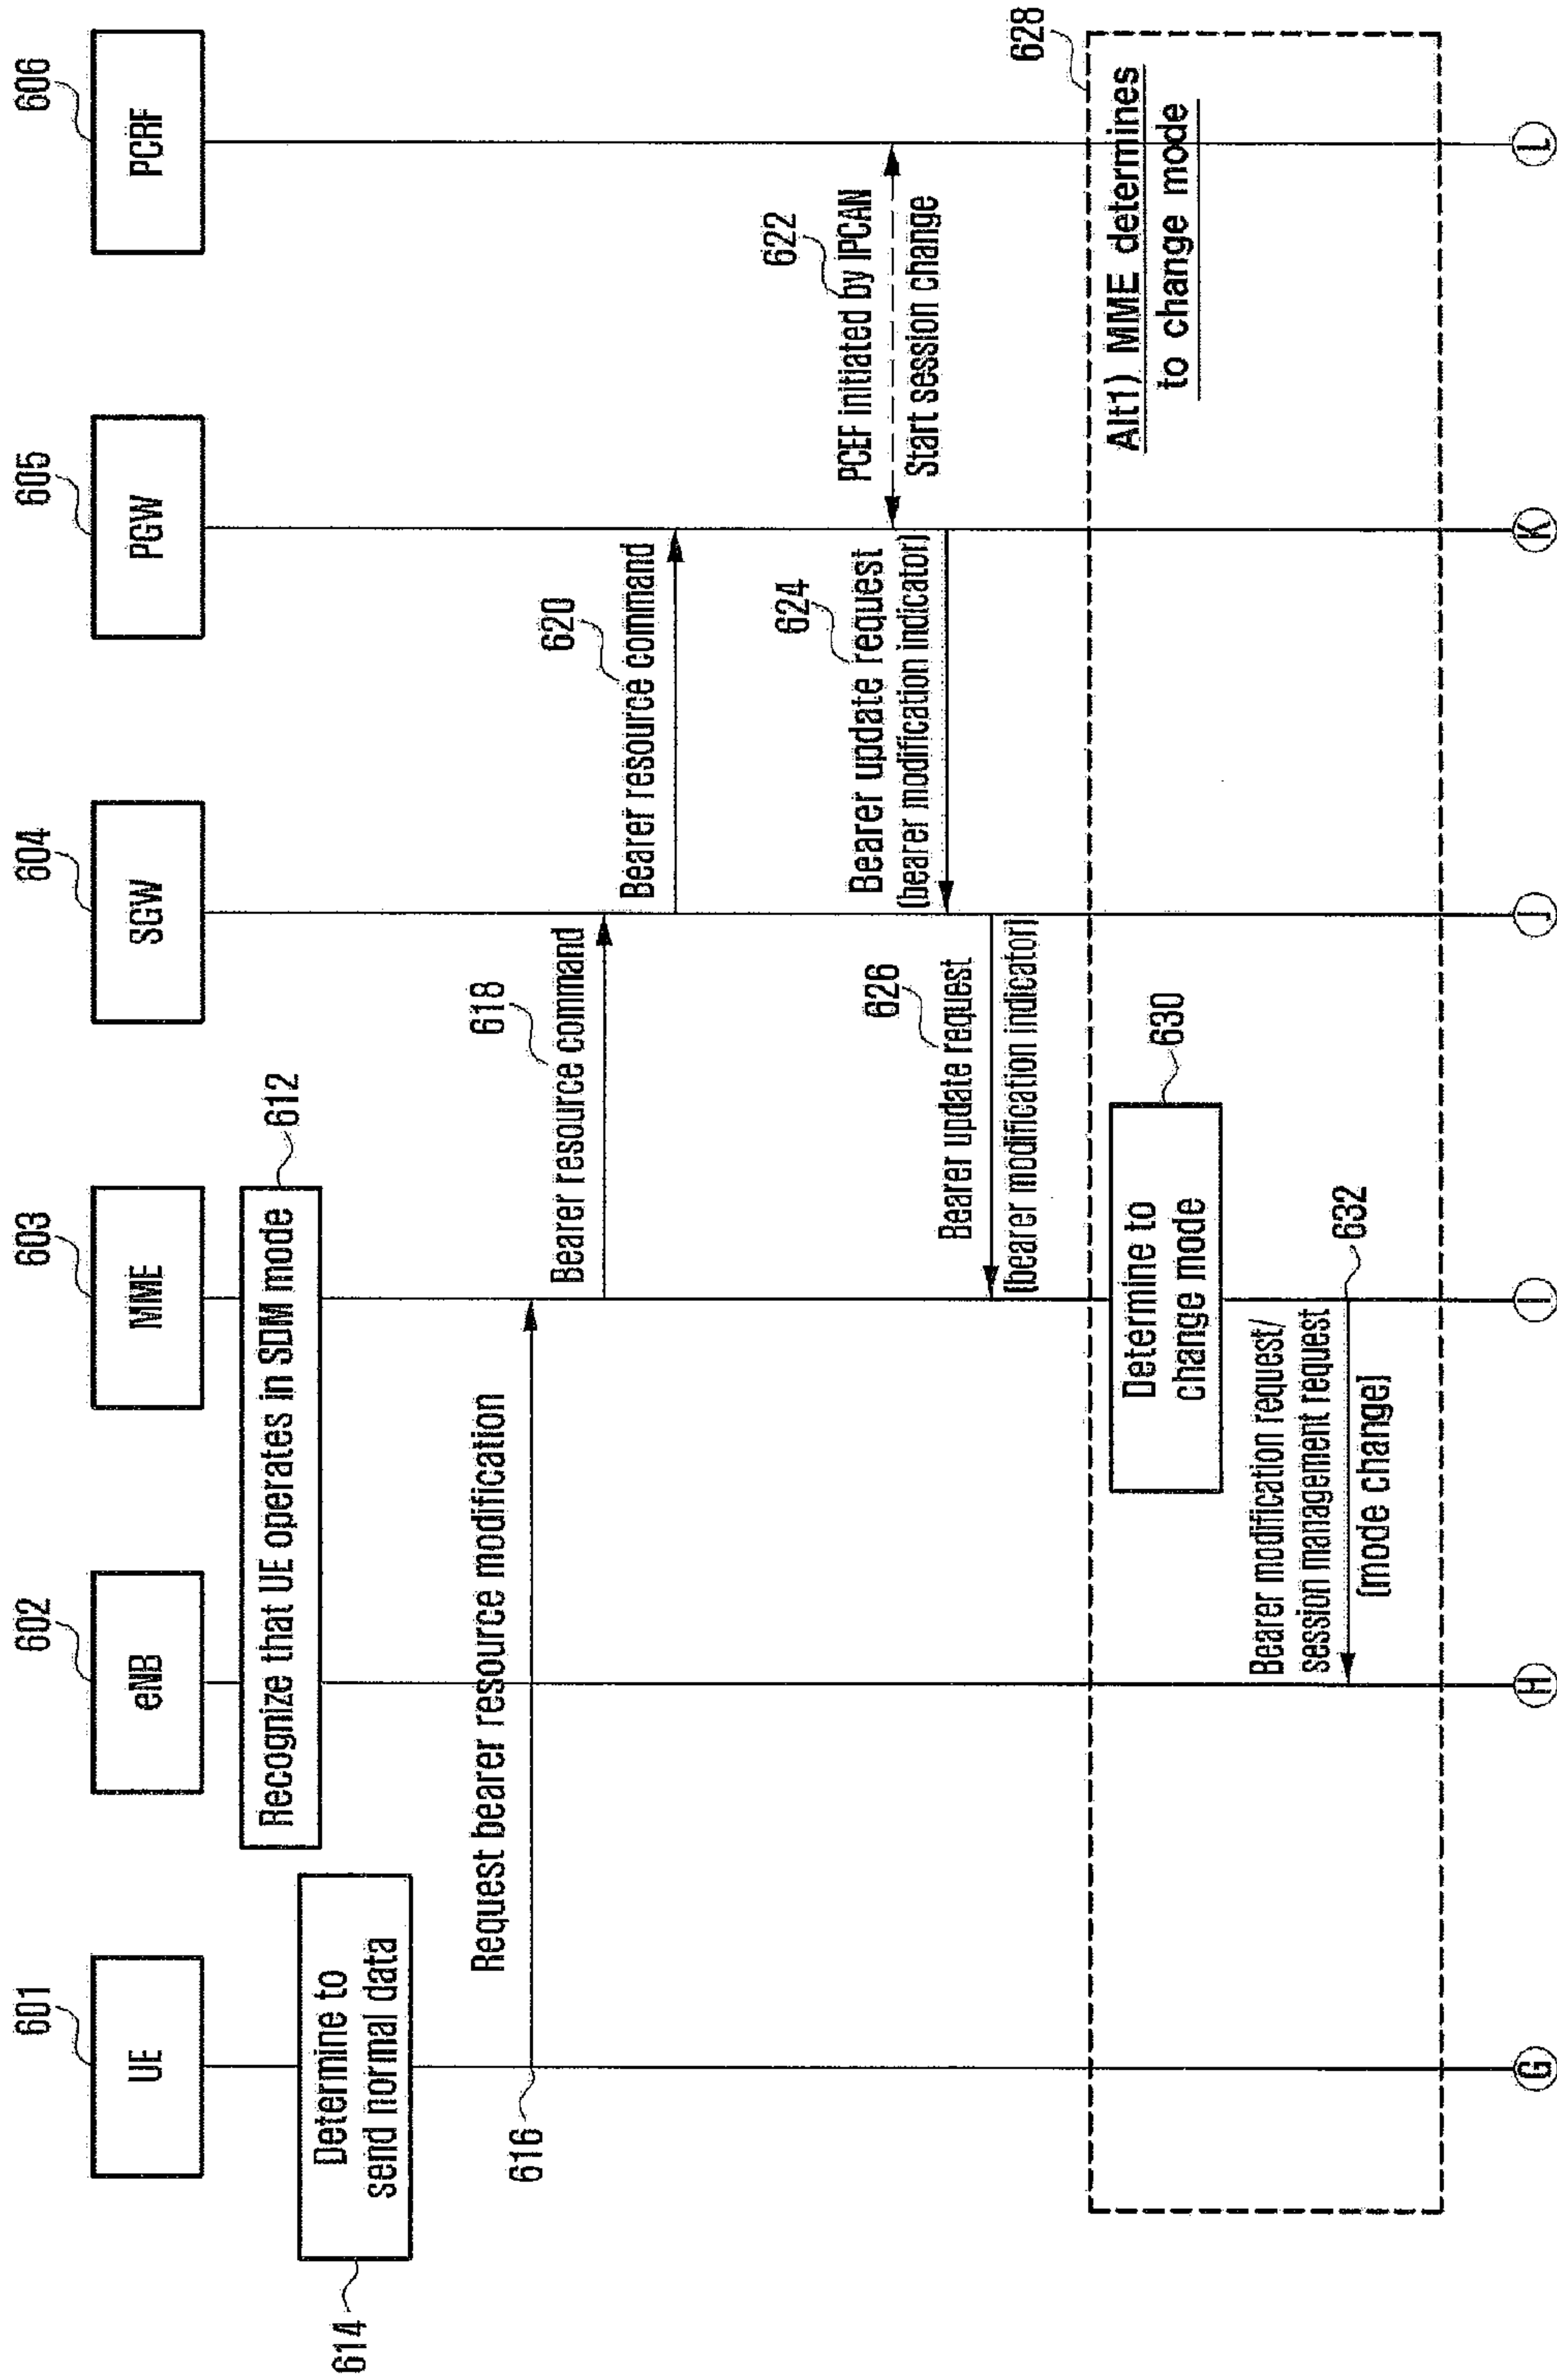 601
602
603
604
605
606
UE
eNB
MME
SGW
PGW
PCRF
612
Recognize that UE operates in SDM mode
614
Determine to
send normal data
Request bearer resource modification
616
618
Bearer resource command
620
Bearer resource command
622
PCEF initiated by IPCAN
Start session change
624
Bearer update request
(bearer modification indicator)
626
Bearer update request
(bearer modification indicator)
628
Alt1) MME determines
to change mode
630
Determine to
change mode
632
Bearer modification request/
session management request
(mode change)
G
H
I
J
K
L